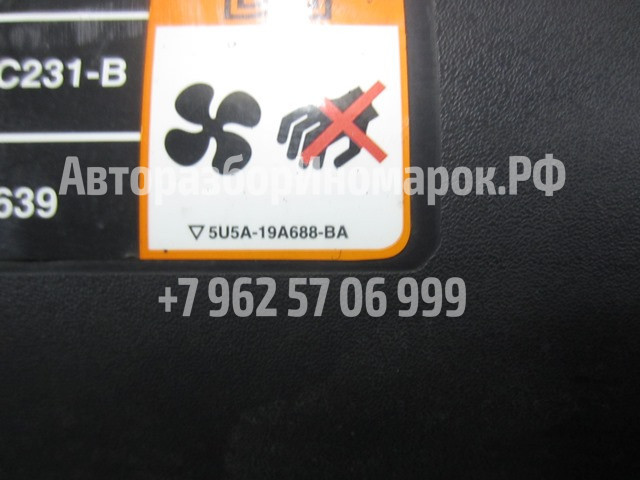 C231-B
АвторазборИномарок.РФ
639
▽ 5U5A-19A688-BA
+7 962 57 06 999